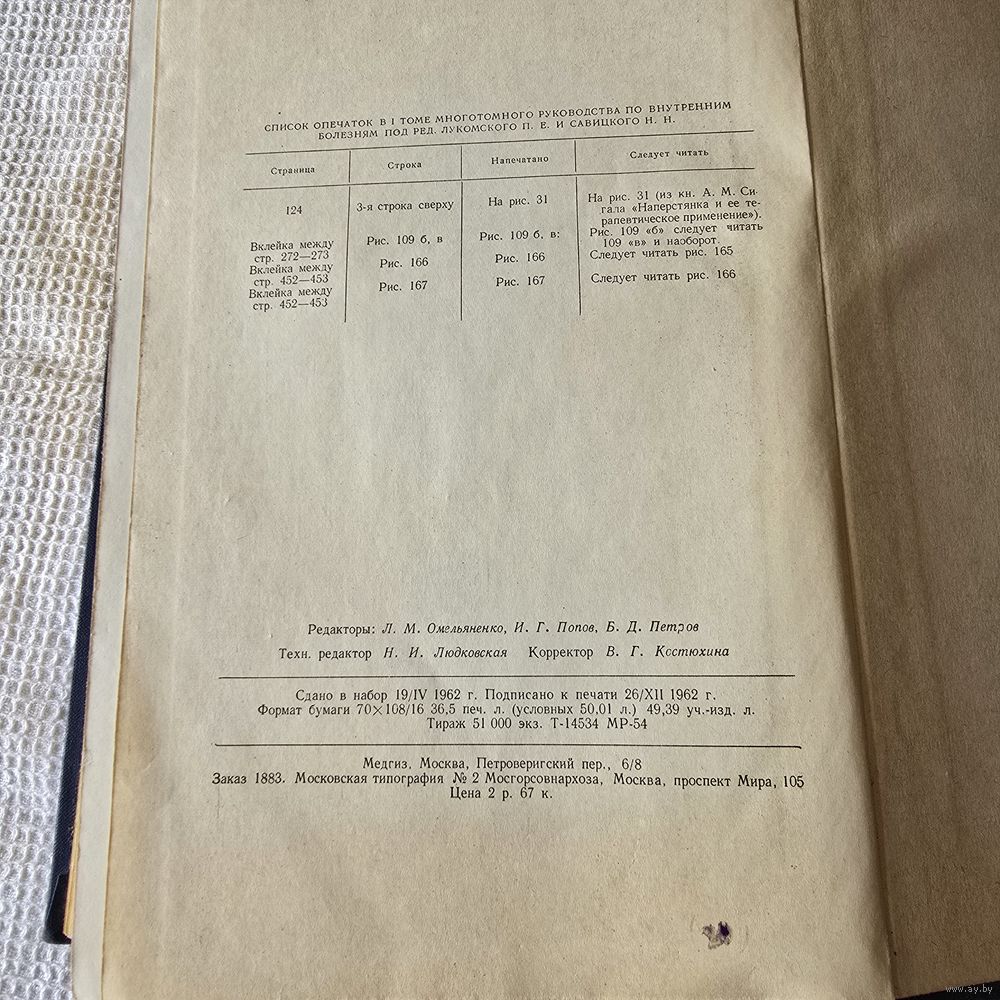 СПИСОК ОПЕЧАТОК В I ТОМЕ МНОГОТОМНОГО РУКОВОДСТВА ПО ВНУТРЕННИМ
БОЛЕЗНЯМ ПОД РЕД. ЛУКОМСКОГО П. Е. И САВИЦКОГО Н. Н.
Страница Строка Напечатано Следует читать
124 3-я строка сверху На рис. 31 На рис. 31 (из кн. А. М. Си-
гала «Наперстянка и ее те-
рапевтическое применение»).
Вклейка между Рис. 109 б, в Рис. 109 б, в: Рис. 109 «б» следует читать
стр. 272—273 109 «в» и наоборот.
Вклейка между Рис. 166 Рис. 166 Следует читать рис. 165
стр. 452—453
Вклейка между Рис. 167 Рис. 167 Следует читать рис. 166
стр. 452—453
Редакторы: Л. М. Омельяненко, И. Г. Попов, Б. Д. Петров
Техн. редактор Н. И. Людковская Корректор В. Г. Костюхина
Сдано в набор 19/IV 1962 г. Подписано к печати 26/XII 1962 г.
Формат бумаги 70×108/16 36,5 печ. л. (условных 50,01 л.) 49,39 уч.-изд. л.
Тираж 51 000 экз. Т-14534 МР-54
Медгиз, Москва, Петроверигский пер., 6/8
Заказ 1883. Московская типография № 2 Мосгорсовнархоза, Москва, проспект Мира, 105
Цена 2 р. 67 к.
www.ay.by